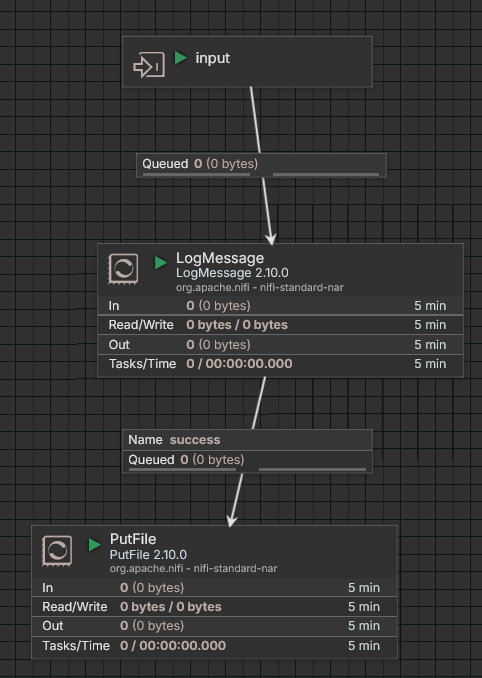 input
Queued 0 (0 bytes)
LogMessage
LogMessage 2.10.0
org.apache.nifi - nifi-standard-nar
In 0 (0 bytes) 5 min
Read/Write 0 bytes / 0 bytes 5 min
Out 0 (0 bytes) 5 min
Tasks/Time 0 / 00:00:00.000 5 min
Name success
Queued 0 (0 bytes)
PutFile
PutFile 2.10.0
org.apache.nifi - nifi-standard-nar
In 0 (0 bytes) 5 min
Read/Write 0 bytes / 0 bytes 5 min
Out 0 (0 bytes) 5 min
Tasks/Time 0 / 00:00:00.000 5 min